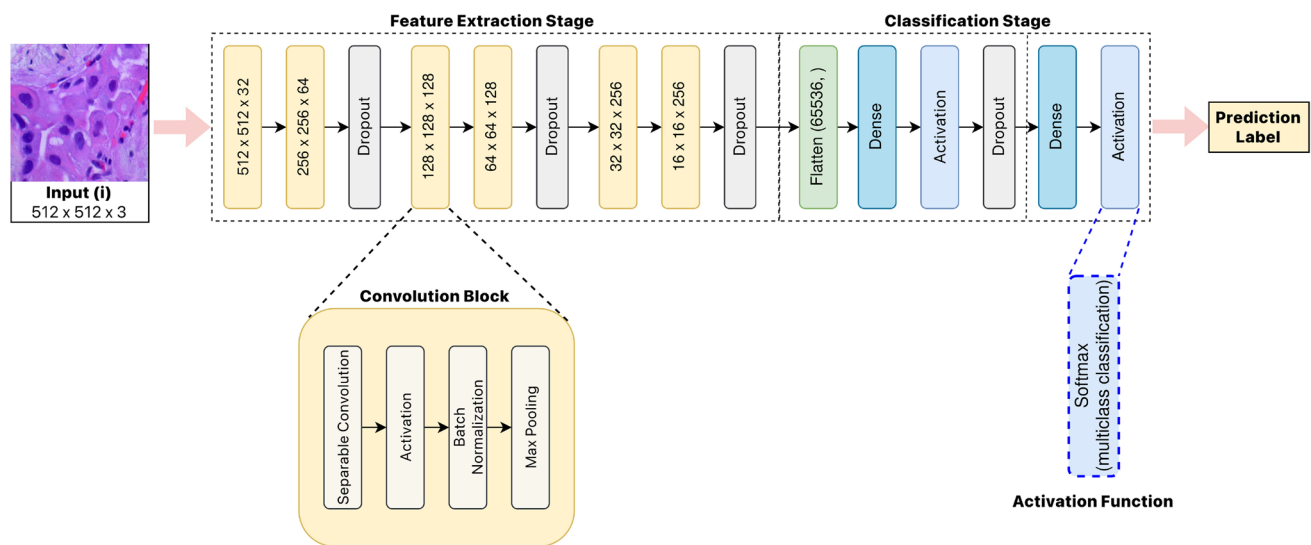 Feature Extraction Stage
Classification Stage
512 x 512 x 32
256 x 256 x 64
Dropout
128 x 128 x 128
64 x 64 x 128
Dropout
32 x 32 x 256
16 x 16 x 256
Dropout
Flatten (65536, )
Dense
Activation
Dropout
Dense
Activation
Prediction
Label
Input (i)
512 x 512 x 3
Convolution Block
Separable Convolution
Activation
Batch
Normalization
Max Pooling
Softmax
(multiclass classification)
Activation Function